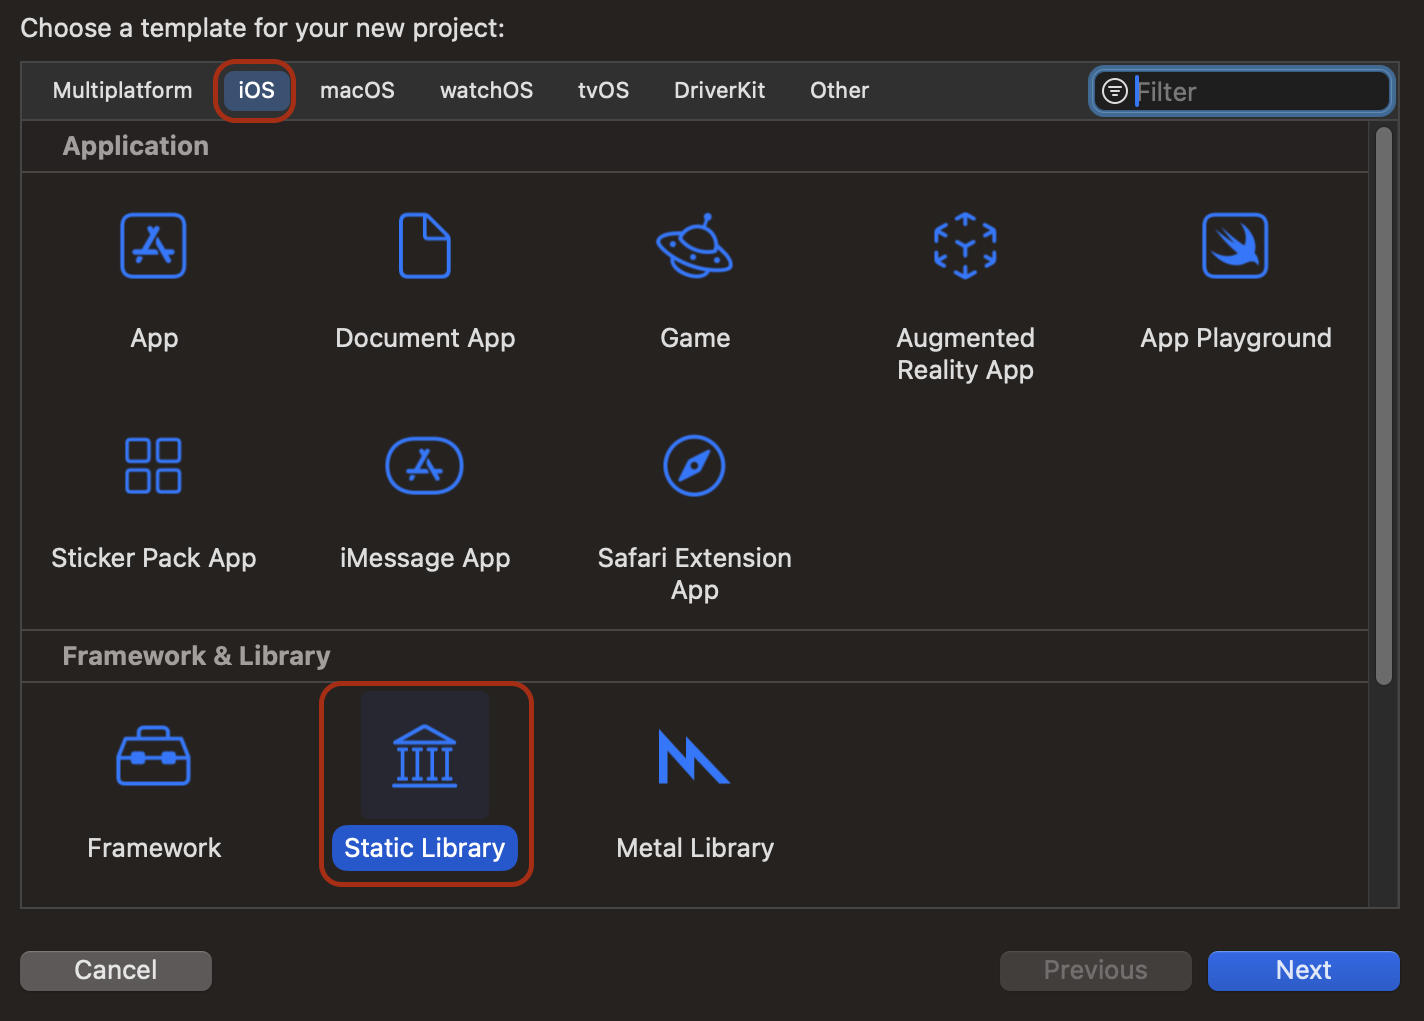 Choose a template for your new project:
Multiplatform iOS macOS watchOS tvOS DriverKit Other Filter
Application
App Document App Game Augmented Reality App App Playground
Sticker Pack App iMessage App Safari Extension App
Framework & Library
Framework Static Library Metal Library
Cancel Previous Next